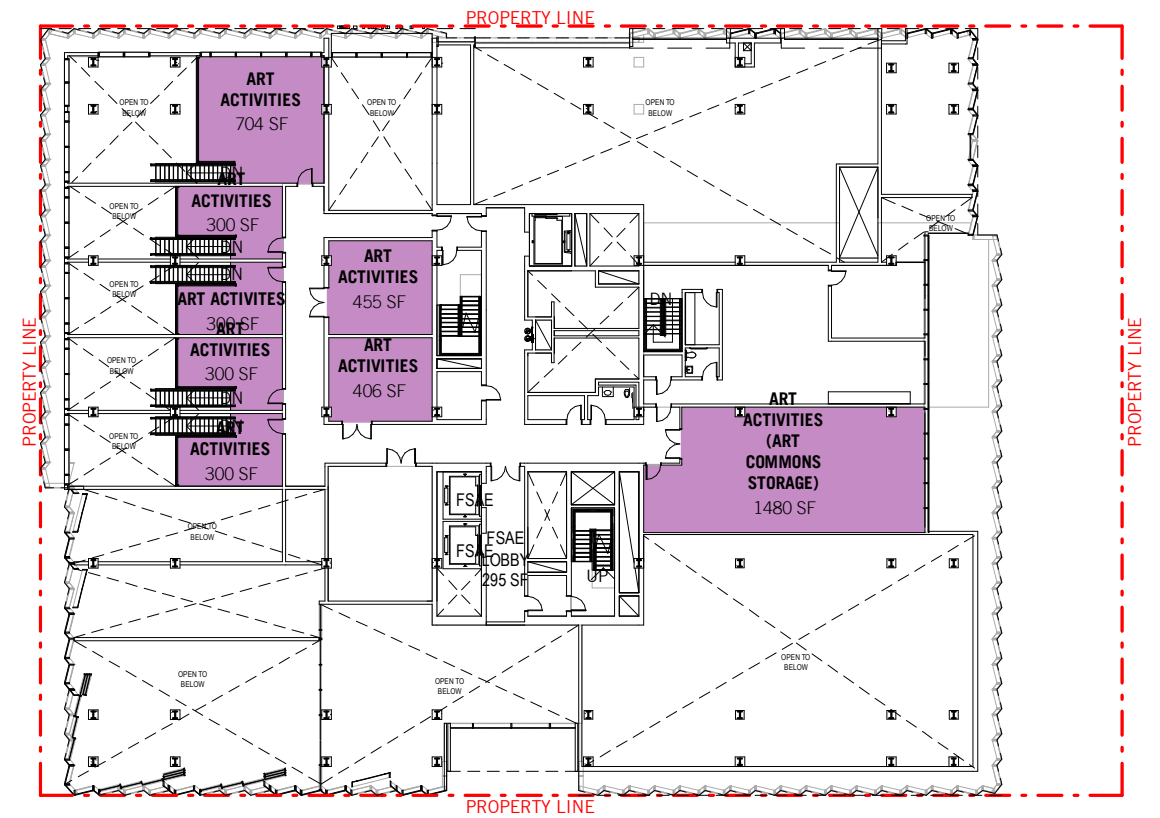 PROPERTY LINE
ART
ACTIVITIES
704 SF
OPEN TO
BELOW
OPEN TO
BELOW
OPEN TO
BELOW
DN
ART
ACTIVITIES
300 SF
OPEN TO
BELOW
OPEN TO
BELOW
DN
ART
ACTIVITIES
455 SF
DN
OPEN TO
BELOW
ART ACTIVITES
300 SF
DN
PROPERTY LINE
PROPERTY LINE
ART
ACTIVITIES
300 SF
OPEN TO
BELOW
ART
ACTIVITIES
406 SF
DN
ART
ACTIVITIES
300 SF
OPEN TO
BELOW
ART
ACTIVITIES
(ART
COMMONS
STORAGE)
1480 SF
FSAE
OPEN TO
BELOW
FSAE
FSAE
LOBBY
295 SF
UP
OPEN TO
BELOW
OPEN TO
BELOW
OPEN TO
BELOW
PROPERTY LINE